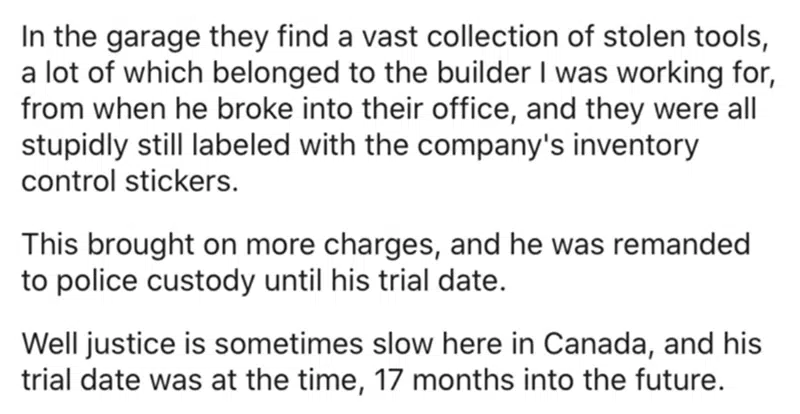 In the garage they find a vast collection of stolen tools,
a lot of which belonged to the builder I was working for,
from when he broke into their office, and they were all
stupidly still labeled with the company's inventory
control stickers.
This brought on more charges, and he was remanded
to police custody until his trial date.
Well justice is sometimes slow here in Canada, and his
trial date was at the time, 17 months into the future.